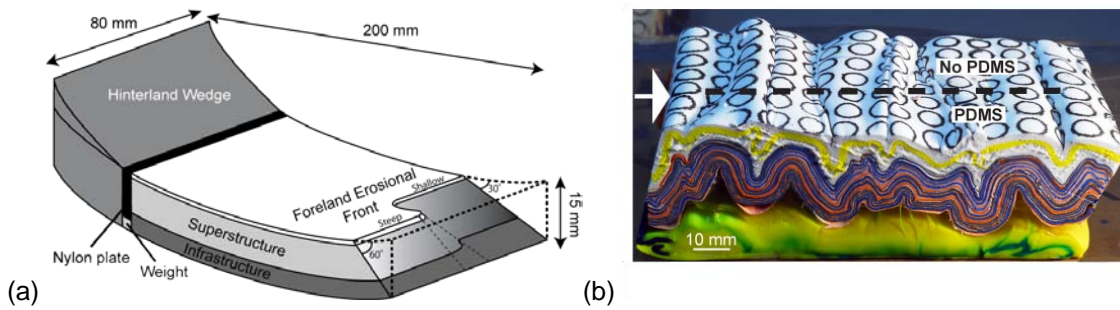 80 mm
200 mm
Hinterland Wedge
Foreland Erosional
Front
Shallow
30°
Steep
60°
15 mm
Superstructure
Infrastructure
Nylon plate
Weight
(a)
No PDMS
PDMS
10 mm
(b)